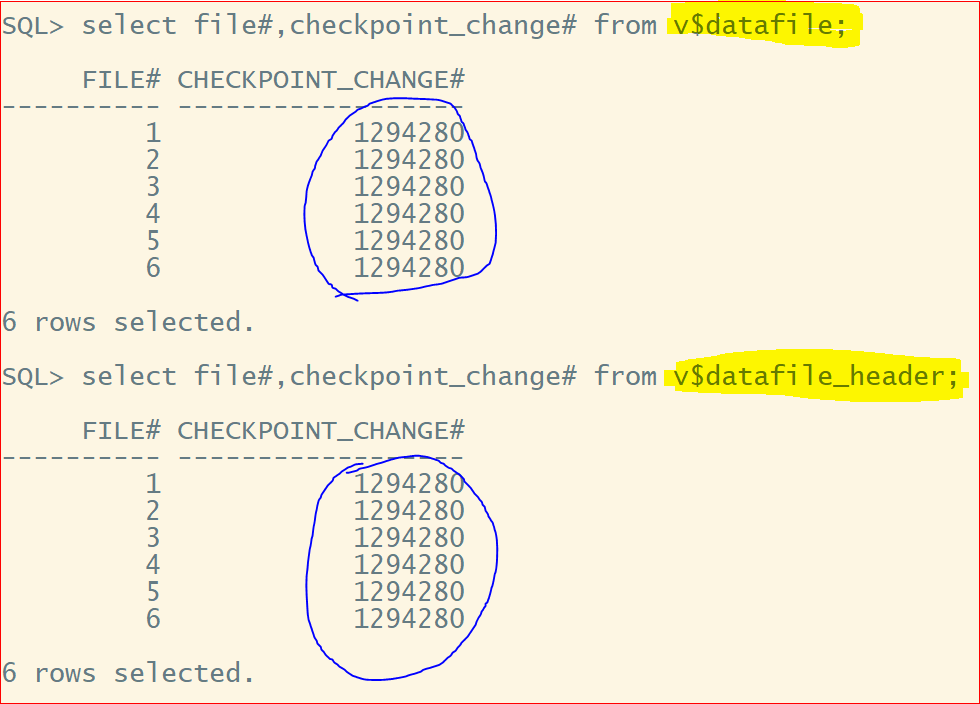 SQL> select file#,checkpoint_change# from v$datafile;
     FILE# CHECKPOINT_CHANGE#
---------- ------------------
         1            1294280
         2            1294280
         3            1294280
         4            1294280
         5            1294280
         6            1294280
6 rows selected.
SQL> select file#,checkpoint_change# from v$datafile_header;
     FILE# CHECKPOINT_CHANGE#
---------- ------------------
         1            1294280
         2            1294280
         3            1294280
         4            1294280
         5            1294280
         6            1294280
6 rows selected.